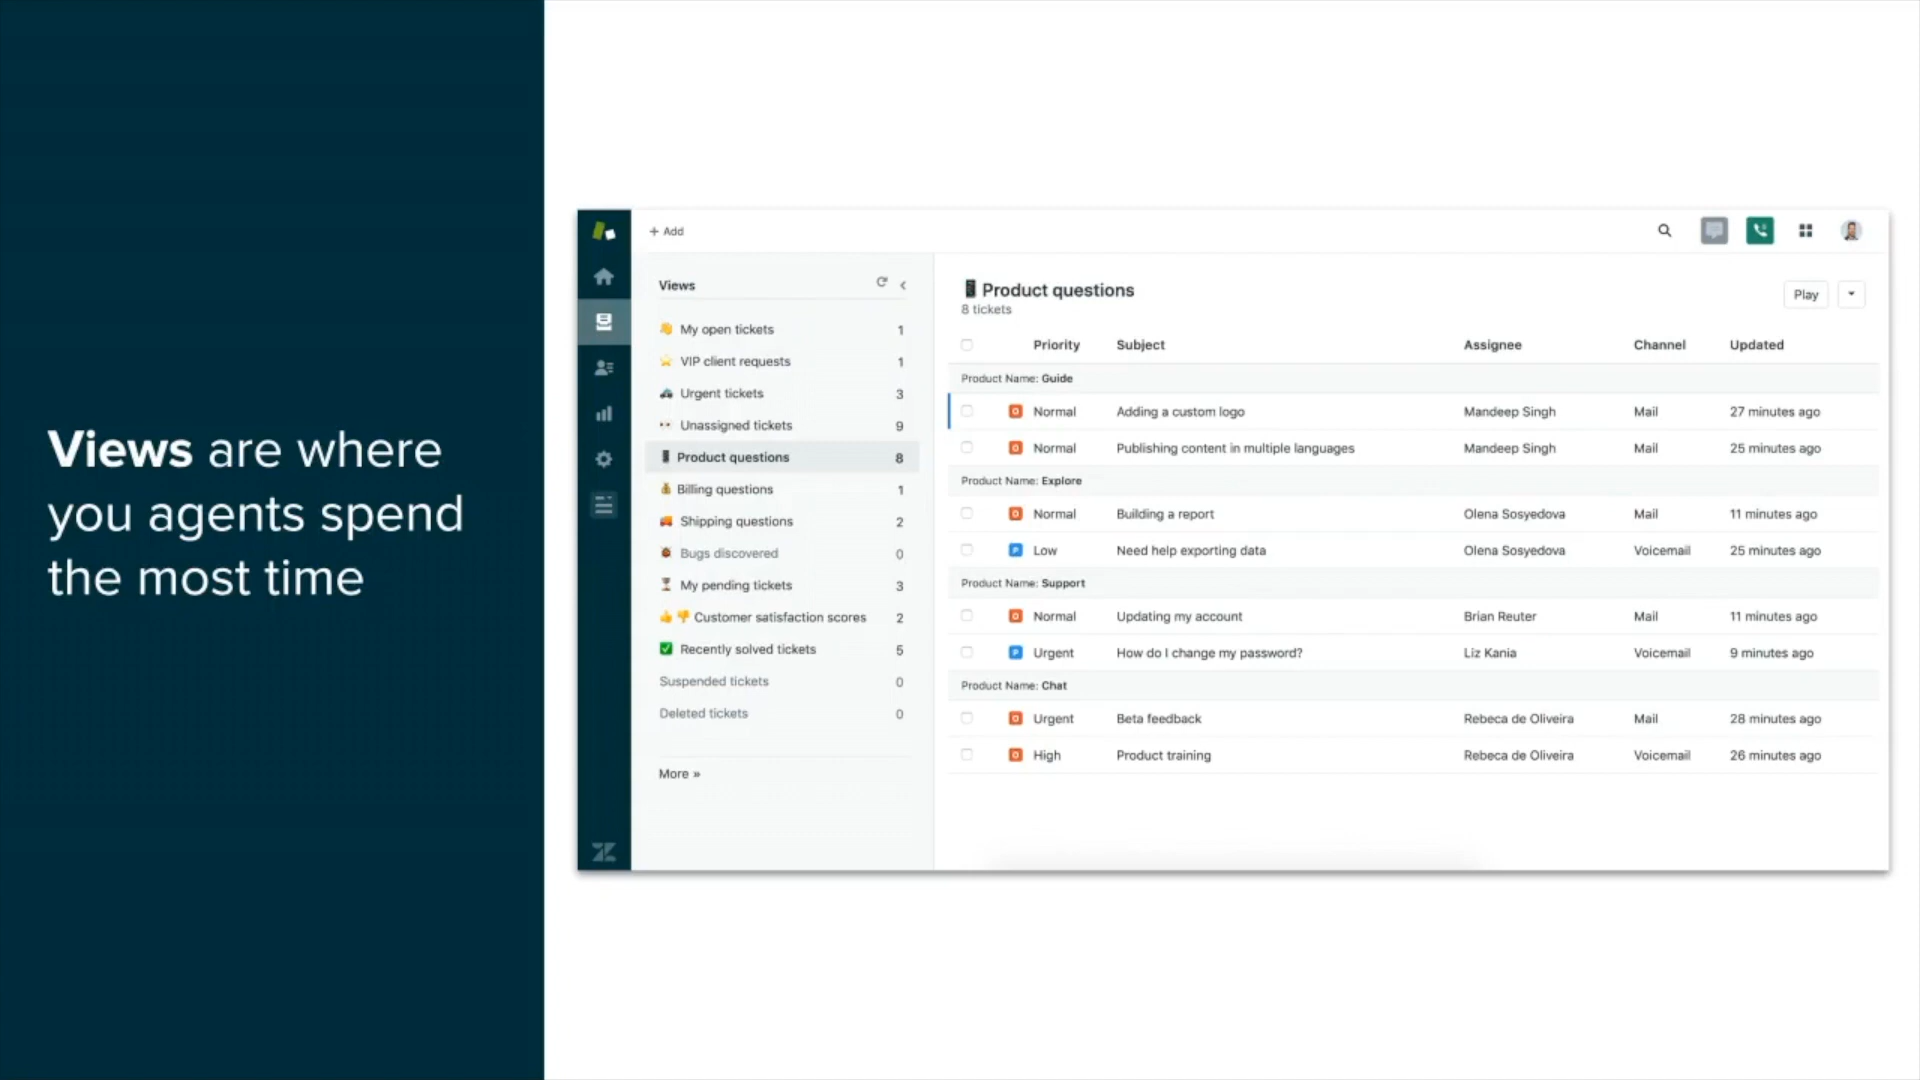 Views are where
you agents spend
the most time
+ Add
Views
My open tickets 1
VIP client requests 1
Urgent tickets 3
Unassigned tickets 9
Product questions 8
Billing questions 1
Shipping questions 2
Bugs discovered 0
My pending tickets 3
Customer satisfaction scores 2
Recently solved tickets 5
Suspended tickets 0
Deleted tickets 0
More »
Product questions
8 tickets
Play
Priority Subject Assignee Channel Updated
Product Name: Guide
O Normal Adding a custom logo Mandeep Singh Mail 27 minutes ago
O Normal Publishing content in multiple languages Mandeep Singh Mail 25 minutes ago
Product Name: Explore
O Normal Building a report Olena Sosyedova Mail 11 minutes ago
P Low Need help exporting data Olena Sosyedova Voicemail 25 minutes ago
Product Name: Support
O Normal Updating my account Brian Reuter Mail 11 minutes ago
P Urgent How do I change my password? Liz Kania Voicemail 9 minutes ago
Product Name: Chat
O Urgent Beta feedback Rebeca de Oliveira Mail 28 minutes ago
O High Product training Rebeca de Oliveira Voicemail 26 minutes ago